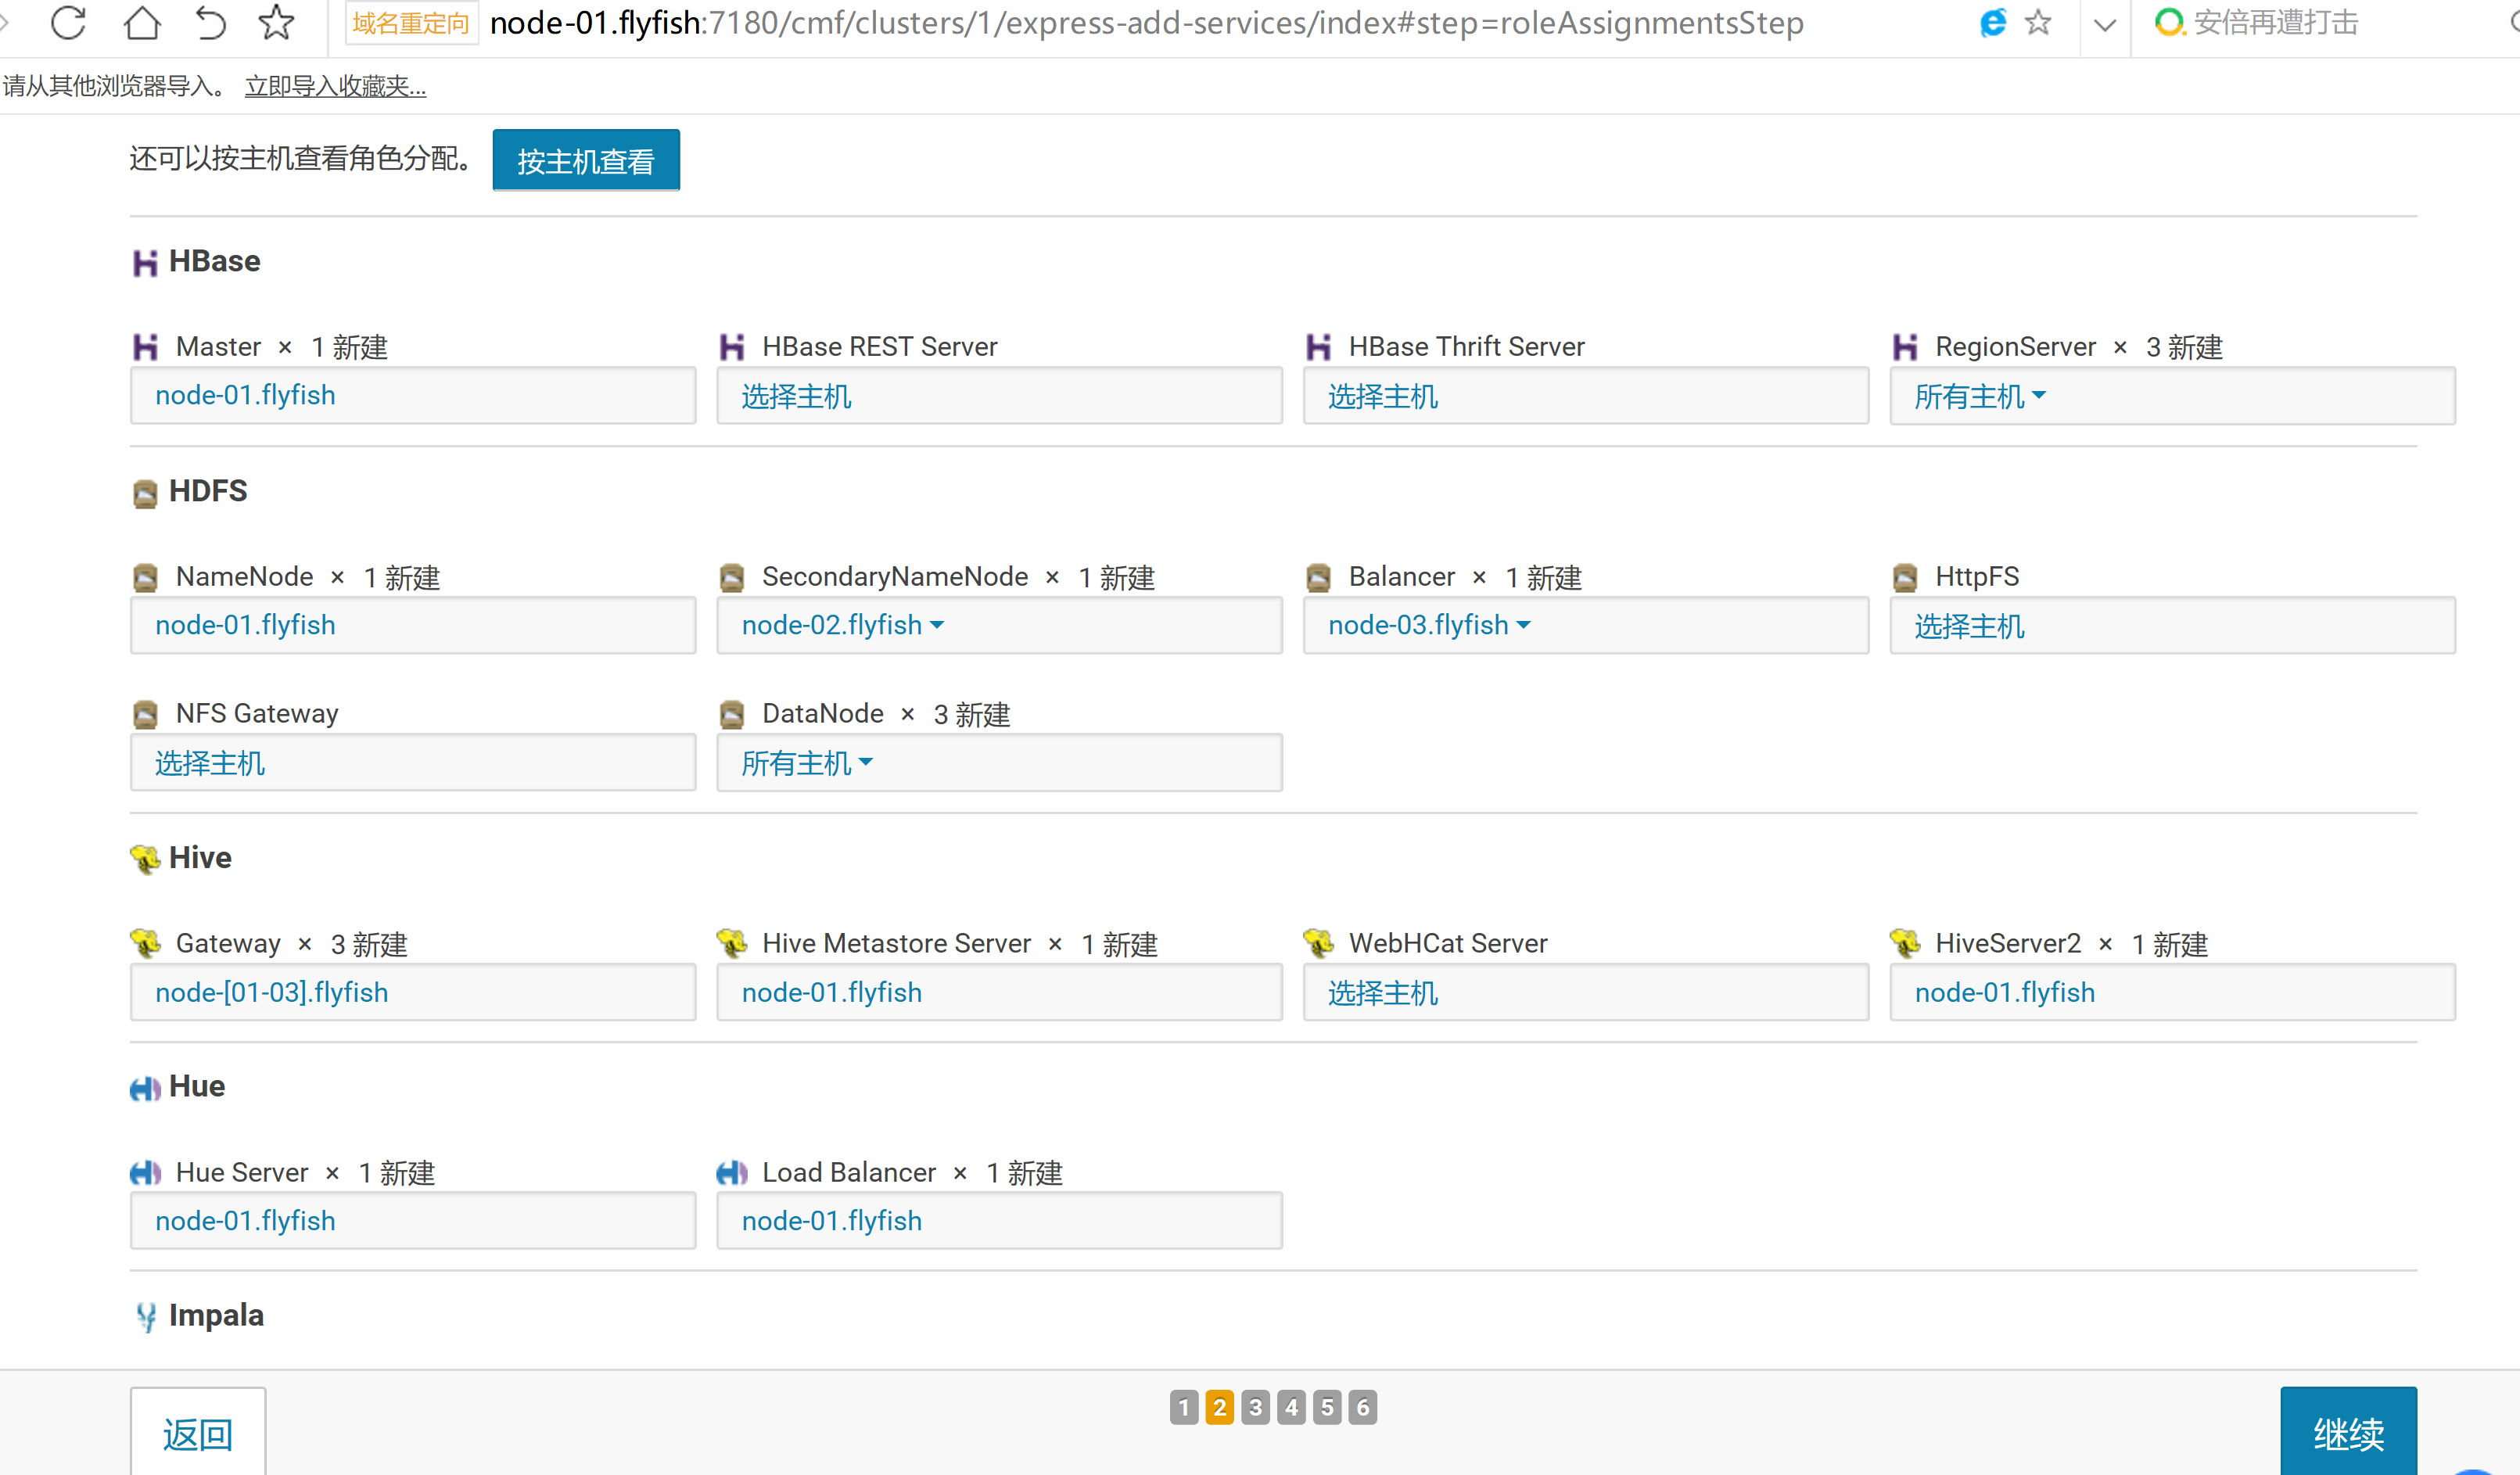 域名重定向 node-01.flyfish:7180/cmf/clusters/1/express-add-services/index#step=roleAssignmentsStep 安倍再遭打击
请从其他浏览器导入。 立即导入收藏夹...
还可以按主机查看角色分配。 按主机查看
HBase
Master × 1 新建 HBase REST Server HBase Thrift Server RegionServer × 3 新建
node-01.flyfish 选择主机 选择主机 所有主机
HDFS
NameNode × 1 新建 SecondaryNameNode × 1 新建 Balancer × 1 新建 HttpFS
node-01.flyfish node-02.flyfish node-03.flyfish 选择主机
NFS Gateway DataNode × 3 新建
选择主机 所有主机
Hive
Gateway × 3 新建 Hive Metastore Server × 1 新建 WebHCat Server HiveServer2 × 1 新建
node-[01-03].flyfish node-01.flyfish 选择主机 node-01.flyfish
Hue
Hue Server × 1 新建 Load Balancer × 1 新建
node-01.flyfish node-01.flyfish
Impala
返回 1 2 3 4 5 6 继续